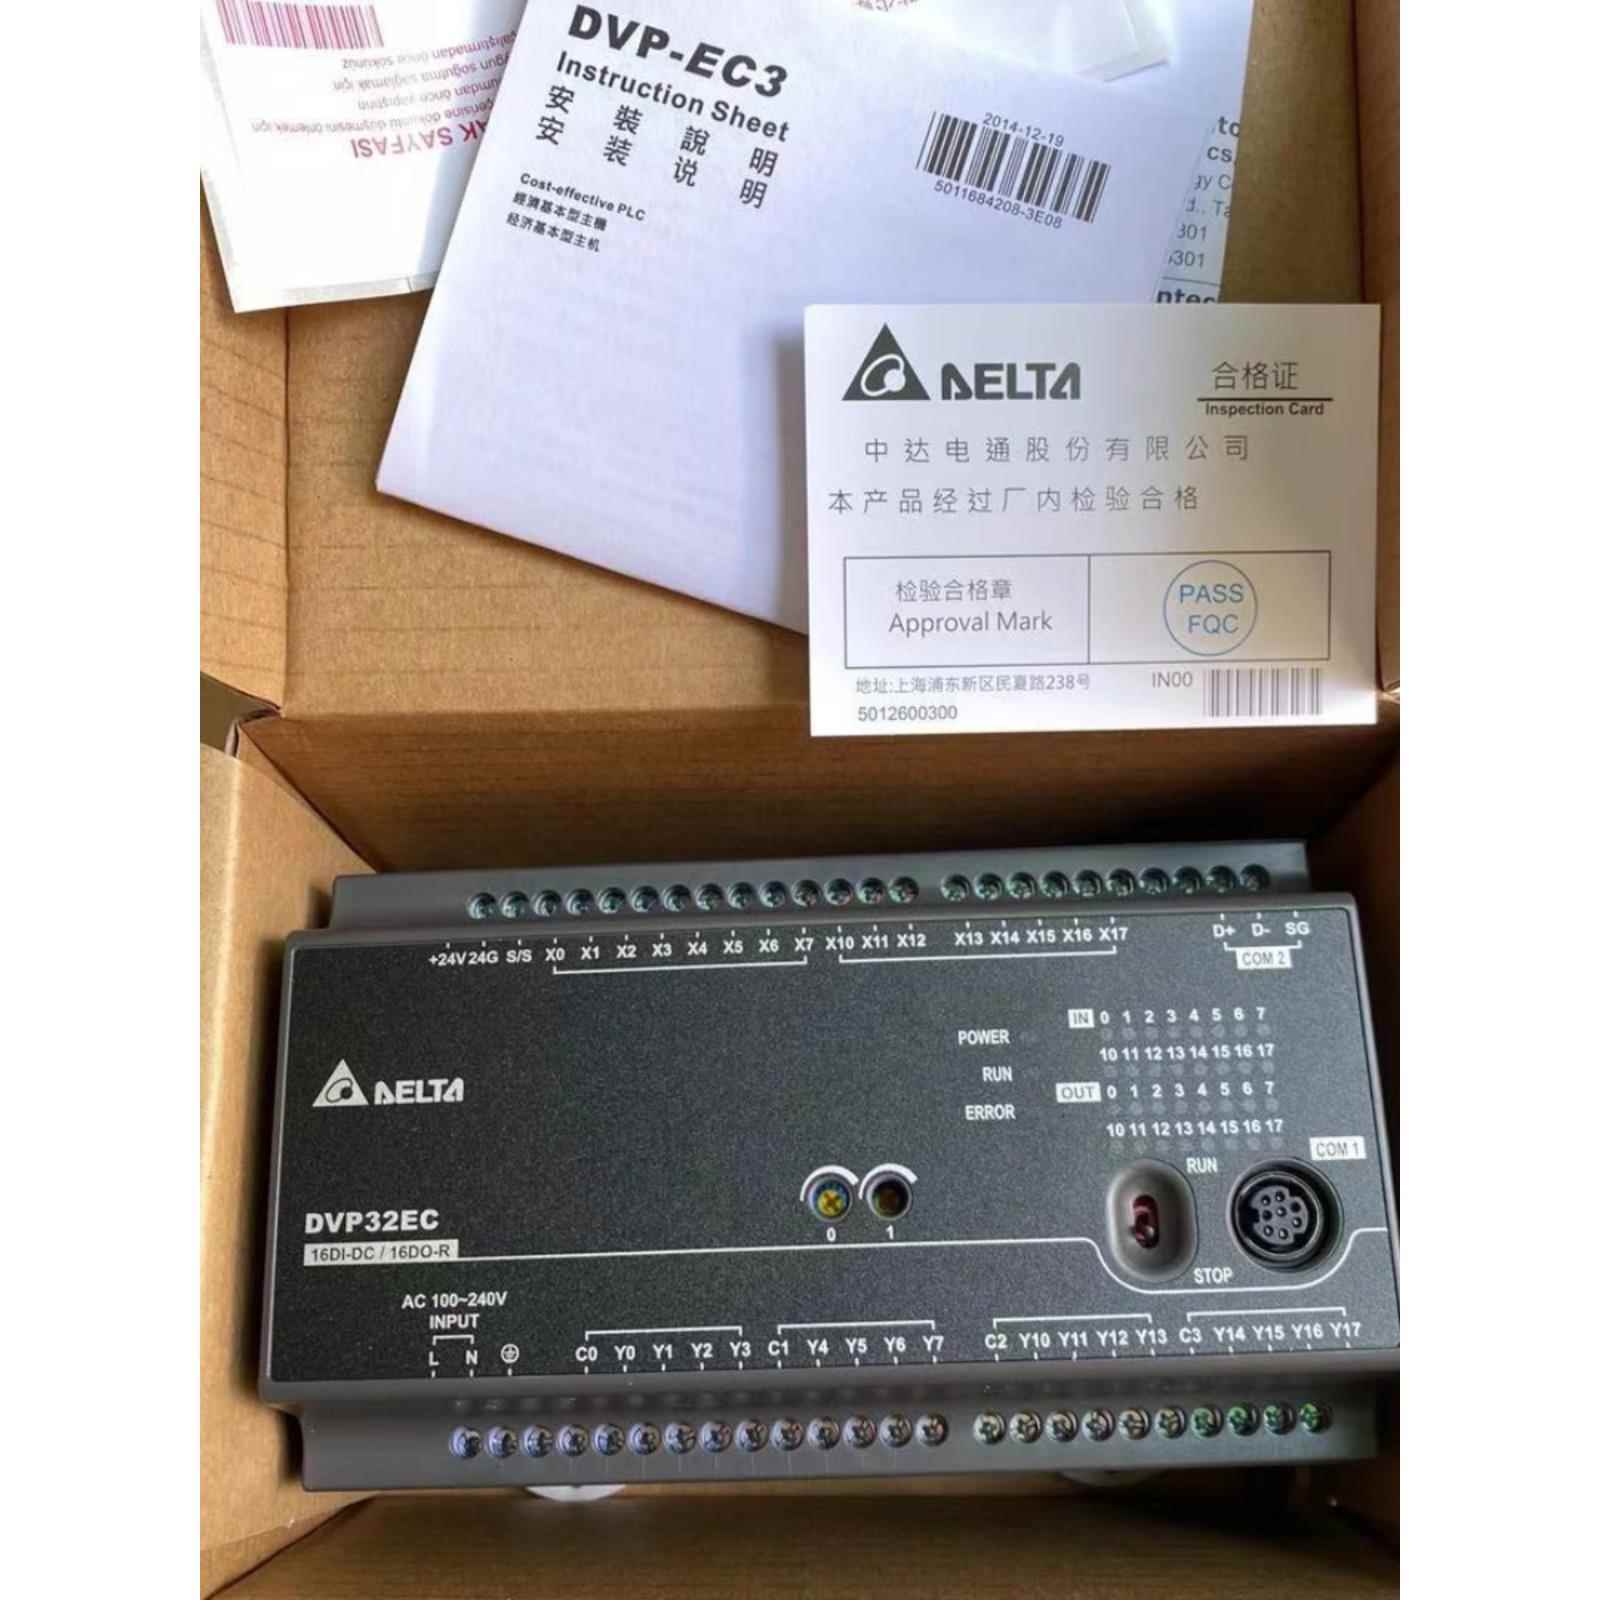 DVP-EC3
Instruction Sheet
安 裝 說 明
安 装 说 明
Cost-effective PLC
經濟基本型主機
经济基本型主机
2014-12-19
5011684208-3E08
AK SAYFASI
çerisine döküntü düşmesini önlemek için
301
DELTA
合格证
Inspection Card
中达电通股份有限公司
本产品经过厂内检验合格
检验合格章
Approval Mark
PASS
FQC
地址:上海浦东新区民夏路238号
IN00
5012600300
+24V 24G S/S X0 X1 X2 X3 X4 X5 X6 X7 X10 X11 X12 X13 X14 X15 X16 X17
D+ D- SG
COM 2
IN 0 1 2 3 4 5 6 7
POWER
10 11 12 13 14 15 16 17
RUN
OUT 0 1 2 3 4 5 6 7
ERROR
10 11 12 13 14 15 16 17
DELTA
COM 1
RUN
STOP
0 1
DVP32EC
16DI-DC / 16DO-R
AC 100~240V
INPUT
L N
C0 Y0 Y1 Y2 Y3 C1 Y4 Y5 Y6 Y7 C2 Y10 Y11 Y12 Y13 C3 Y14 Y15 Y16 Y17